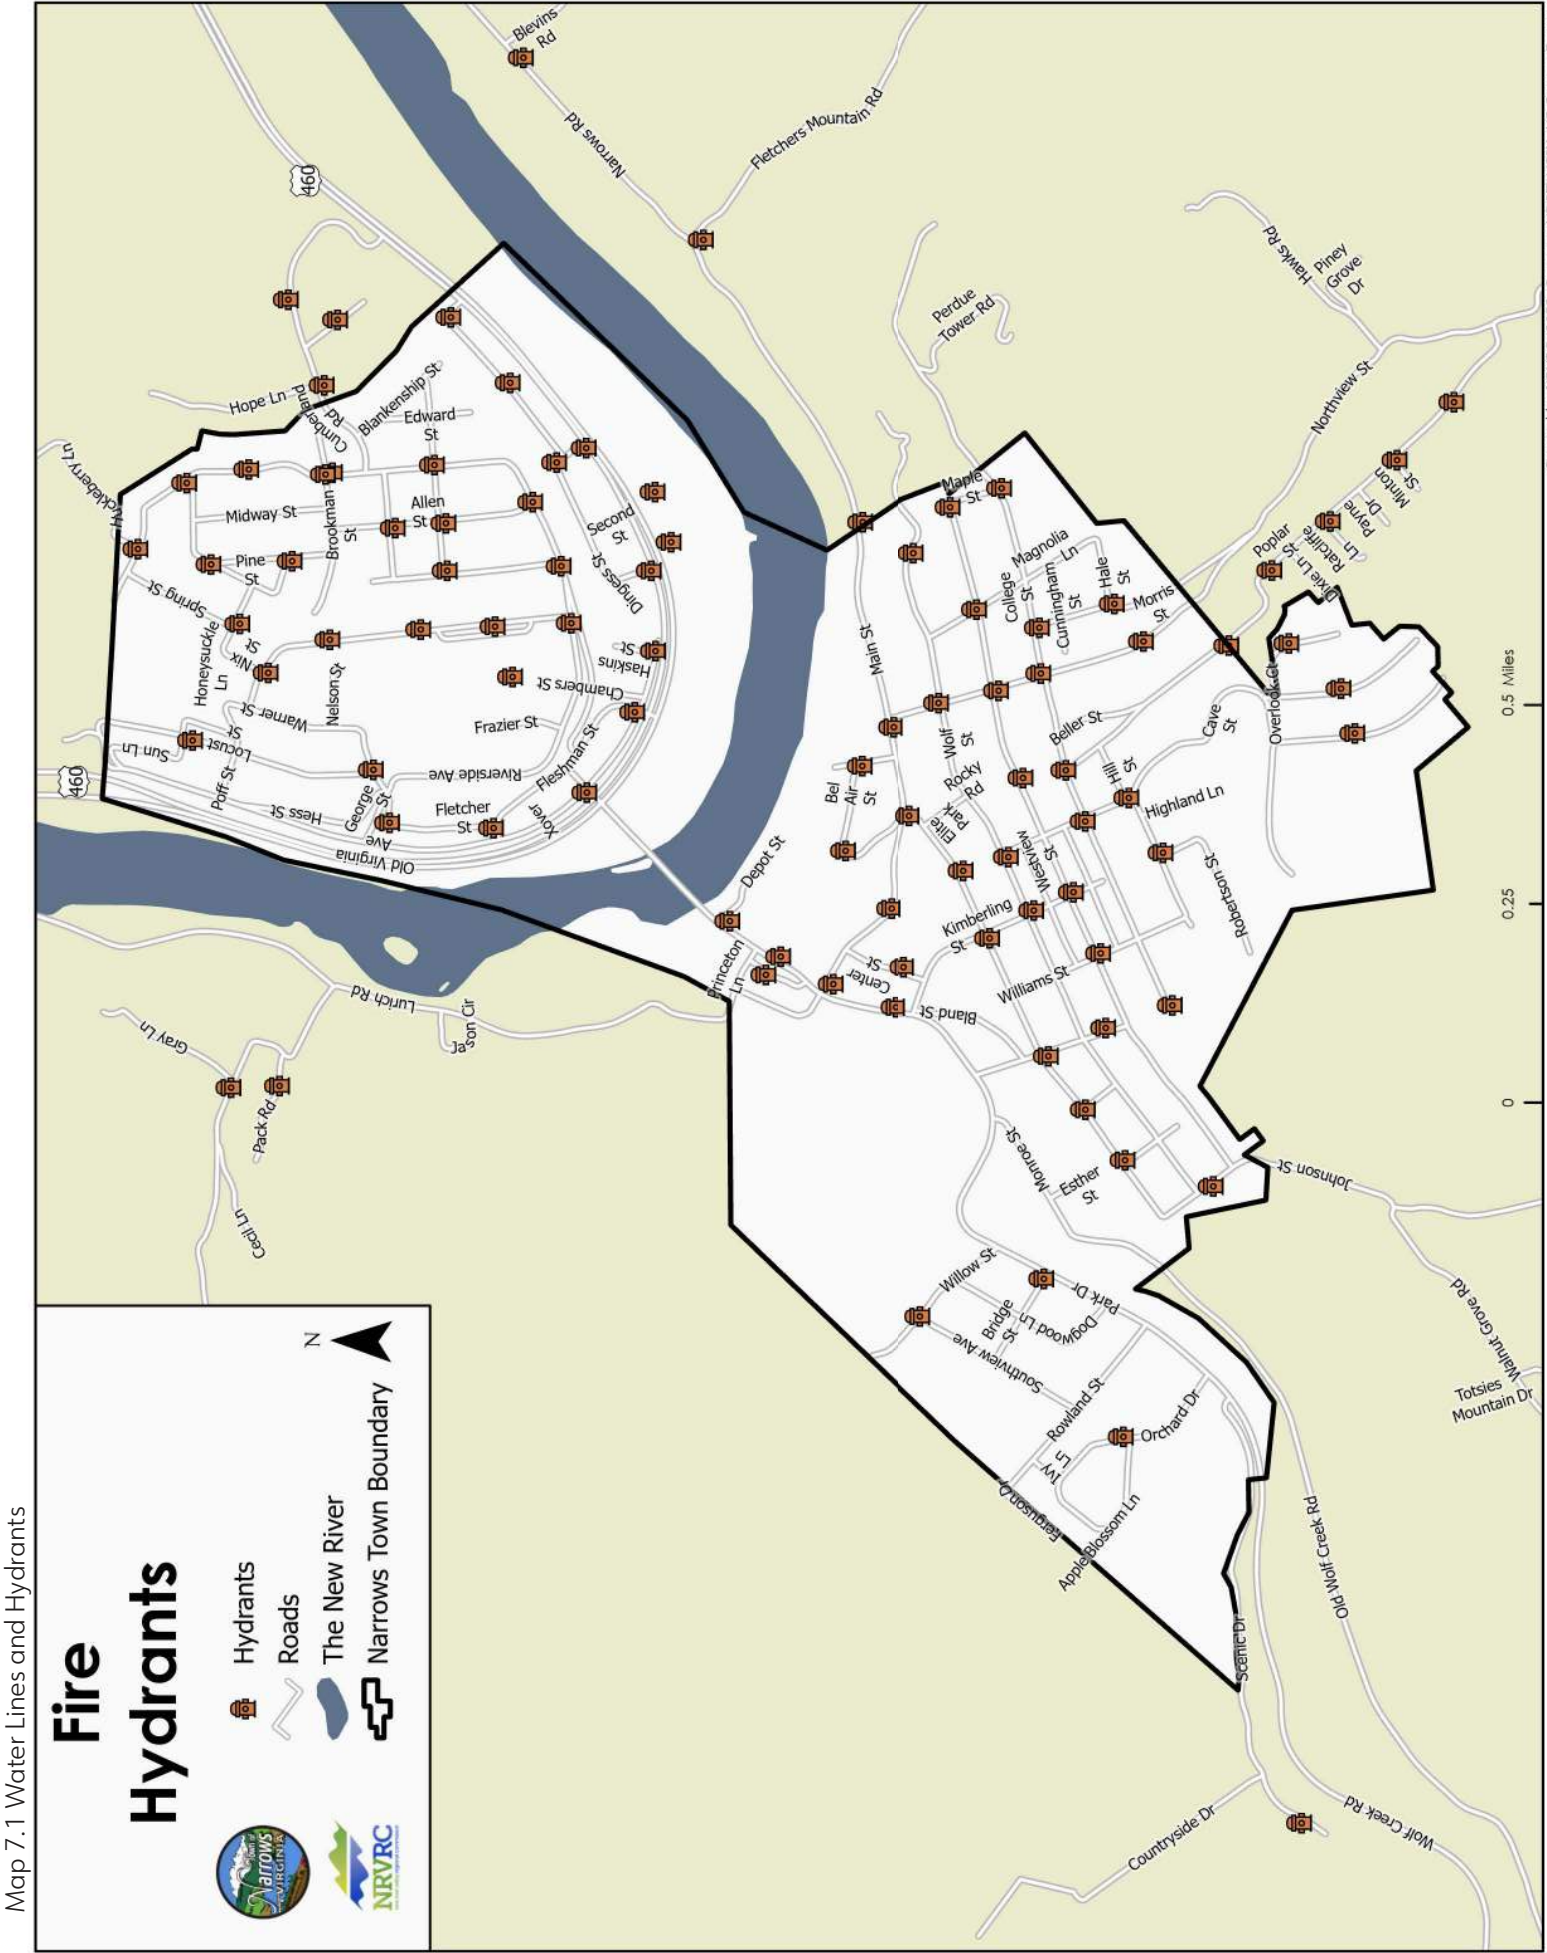 Map 7.1 Water Lines and Hydrants
Fire
Hydrants
Hydrants
Roads
The New River
Narrows Town Boundary
N
Town of
Narrows
VIRGINIA
NRVRC
460
460
Blevins
Rd
Narrows Rd
Fletchers Mountain Rd
Perdue
Tower Rd
Hawks Rd
Piney
Grove
Dr
Northview St
Minton
St
Payne
Dr
Ratcliffe
Ln
Dixie Ln
Poplar
St
Huckleberry Ln
Hope Ln
Cumberland
Rd
Blankenship St
Edward
St
Midway St
Brookman
St
Allen
St
Second
St
Dingess St
Pine
St
Spring St
Honeysuckle
Ln
Nix
St
Nelson St
Warner St
Haskins
St
Chambers St
Frazier St
Fleshman St
Riverside Ave
Sun Ln
Locust
St
Poff St
Hess St
George
St
Fletcher
St
Xover
Old Virginia
Ave
Depot St
Princeton
Ln
Lurich Rd
Jason Cir
Gray Ln
Pack Rd
Cecil Ln
Maple
St
Main St
Magnolia
Ln
College
St
Cunningham
St
Hale
St
Morris
St
Wolf
St
Beller St
Bel
Air
St
Rocky
Rd
Elite
Park
Hill
St
Cave
St
Overlook Ct
Highland Ln
Westview
St
Robertson St
Kimberling
St
Center
St
Williams St
Bland St
Monroe St
Esther
St
Johnson St
Walnut Grove Rd
Totsies
Mountain Dr
Willow St
Park Dr
Bridge
St
Dogwood Ln
Southview Ave
Rowland St
Ivy
Ln
Orchard Dr
Ferguson Dr
Apple Blossom Ln
Old Wolf Creek Rd
Scenic Dr
Countryside Dr
Wolf Creek Rd
0
0.25
0.5 Miles